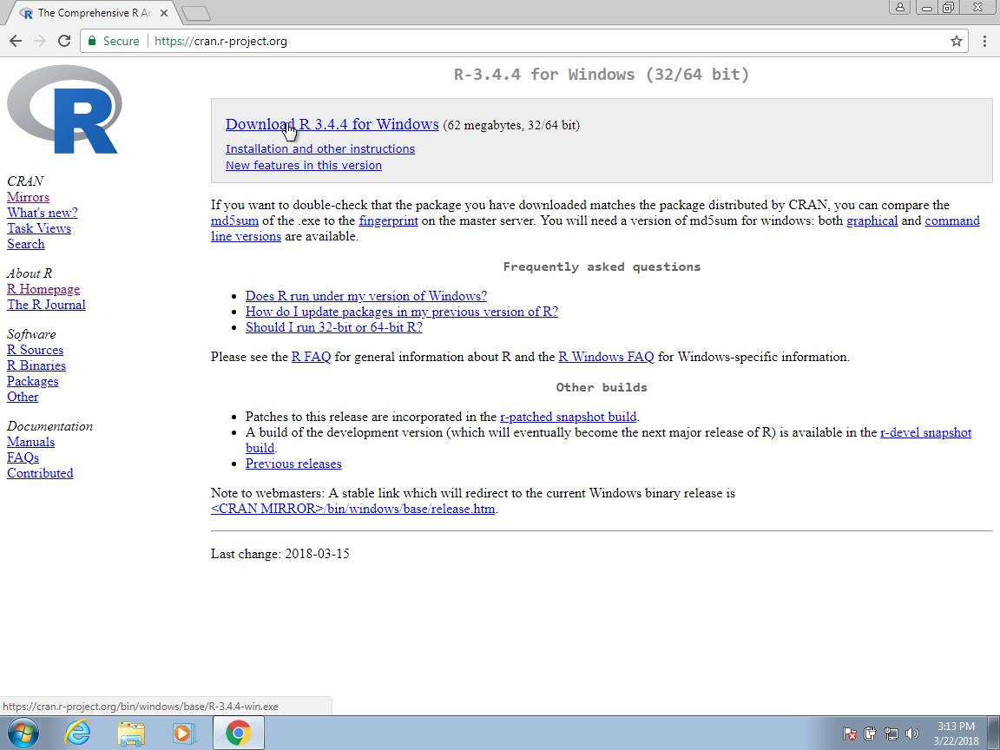 The Comprehensive R Ar
Secure https://cran.r-project.org
R
CRAN
Mirrors
What's new?
Task Views
Search
About R
R Homepage
The R Journal
Software
R Sources
R Binaries
Packages
Other
Documentation
Manuals
FAQs
Contributed
R-3.4.4 for Windows (32/64 bit)
Download R 3.4.4 for Windows (62 megabytes, 32/64 bit)
Installation and other instructions
New features in this version
If you want to double-check that the package you have downloaded matches the package distributed by CRAN, you can compare the
md5sum of the .exe to the fingerprint on the master server. You will need a version of md5sum for windows: both graphical and command
line versions are available.
Frequently asked questions
• Does R run under my version of Windows?
• How do I update packages in my previous version of R?
• Should I run 32-bit or 64-bit R?
Please see the R FAQ for general information about R and the R Windows FAQ for Windows-specific information.
Other builds
• Patches to this release are incorporated in the r-patched snapshot build.
• A build of the development version (which will eventually become the next major release of R) is available in the r-devel snapshot
build.
• Previous releases
Note to webmasters: A stable link which will redirect to the current Windows binary release is
<CRAN MIRROR>/bin/windows/base/release.htm.
Last change: 2018-03-15
https://cran.r-project.org/bin/windows/base/R-3.4.4-win.exe
3:13 PM
3/22/2018